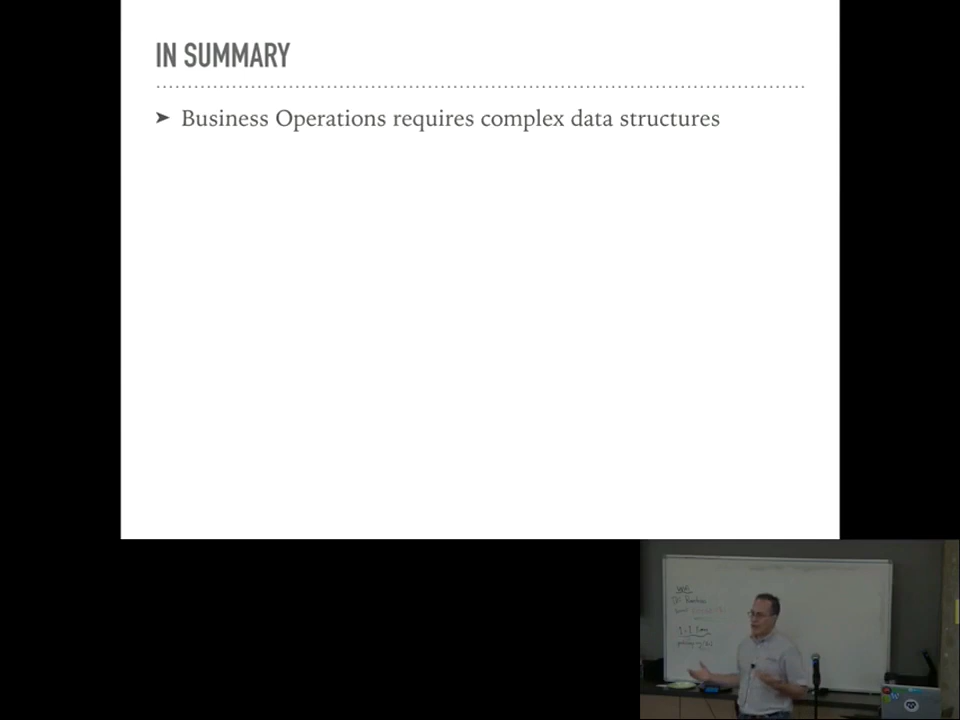 IN SUMMARY
➤ Business Operations requires complex data structures